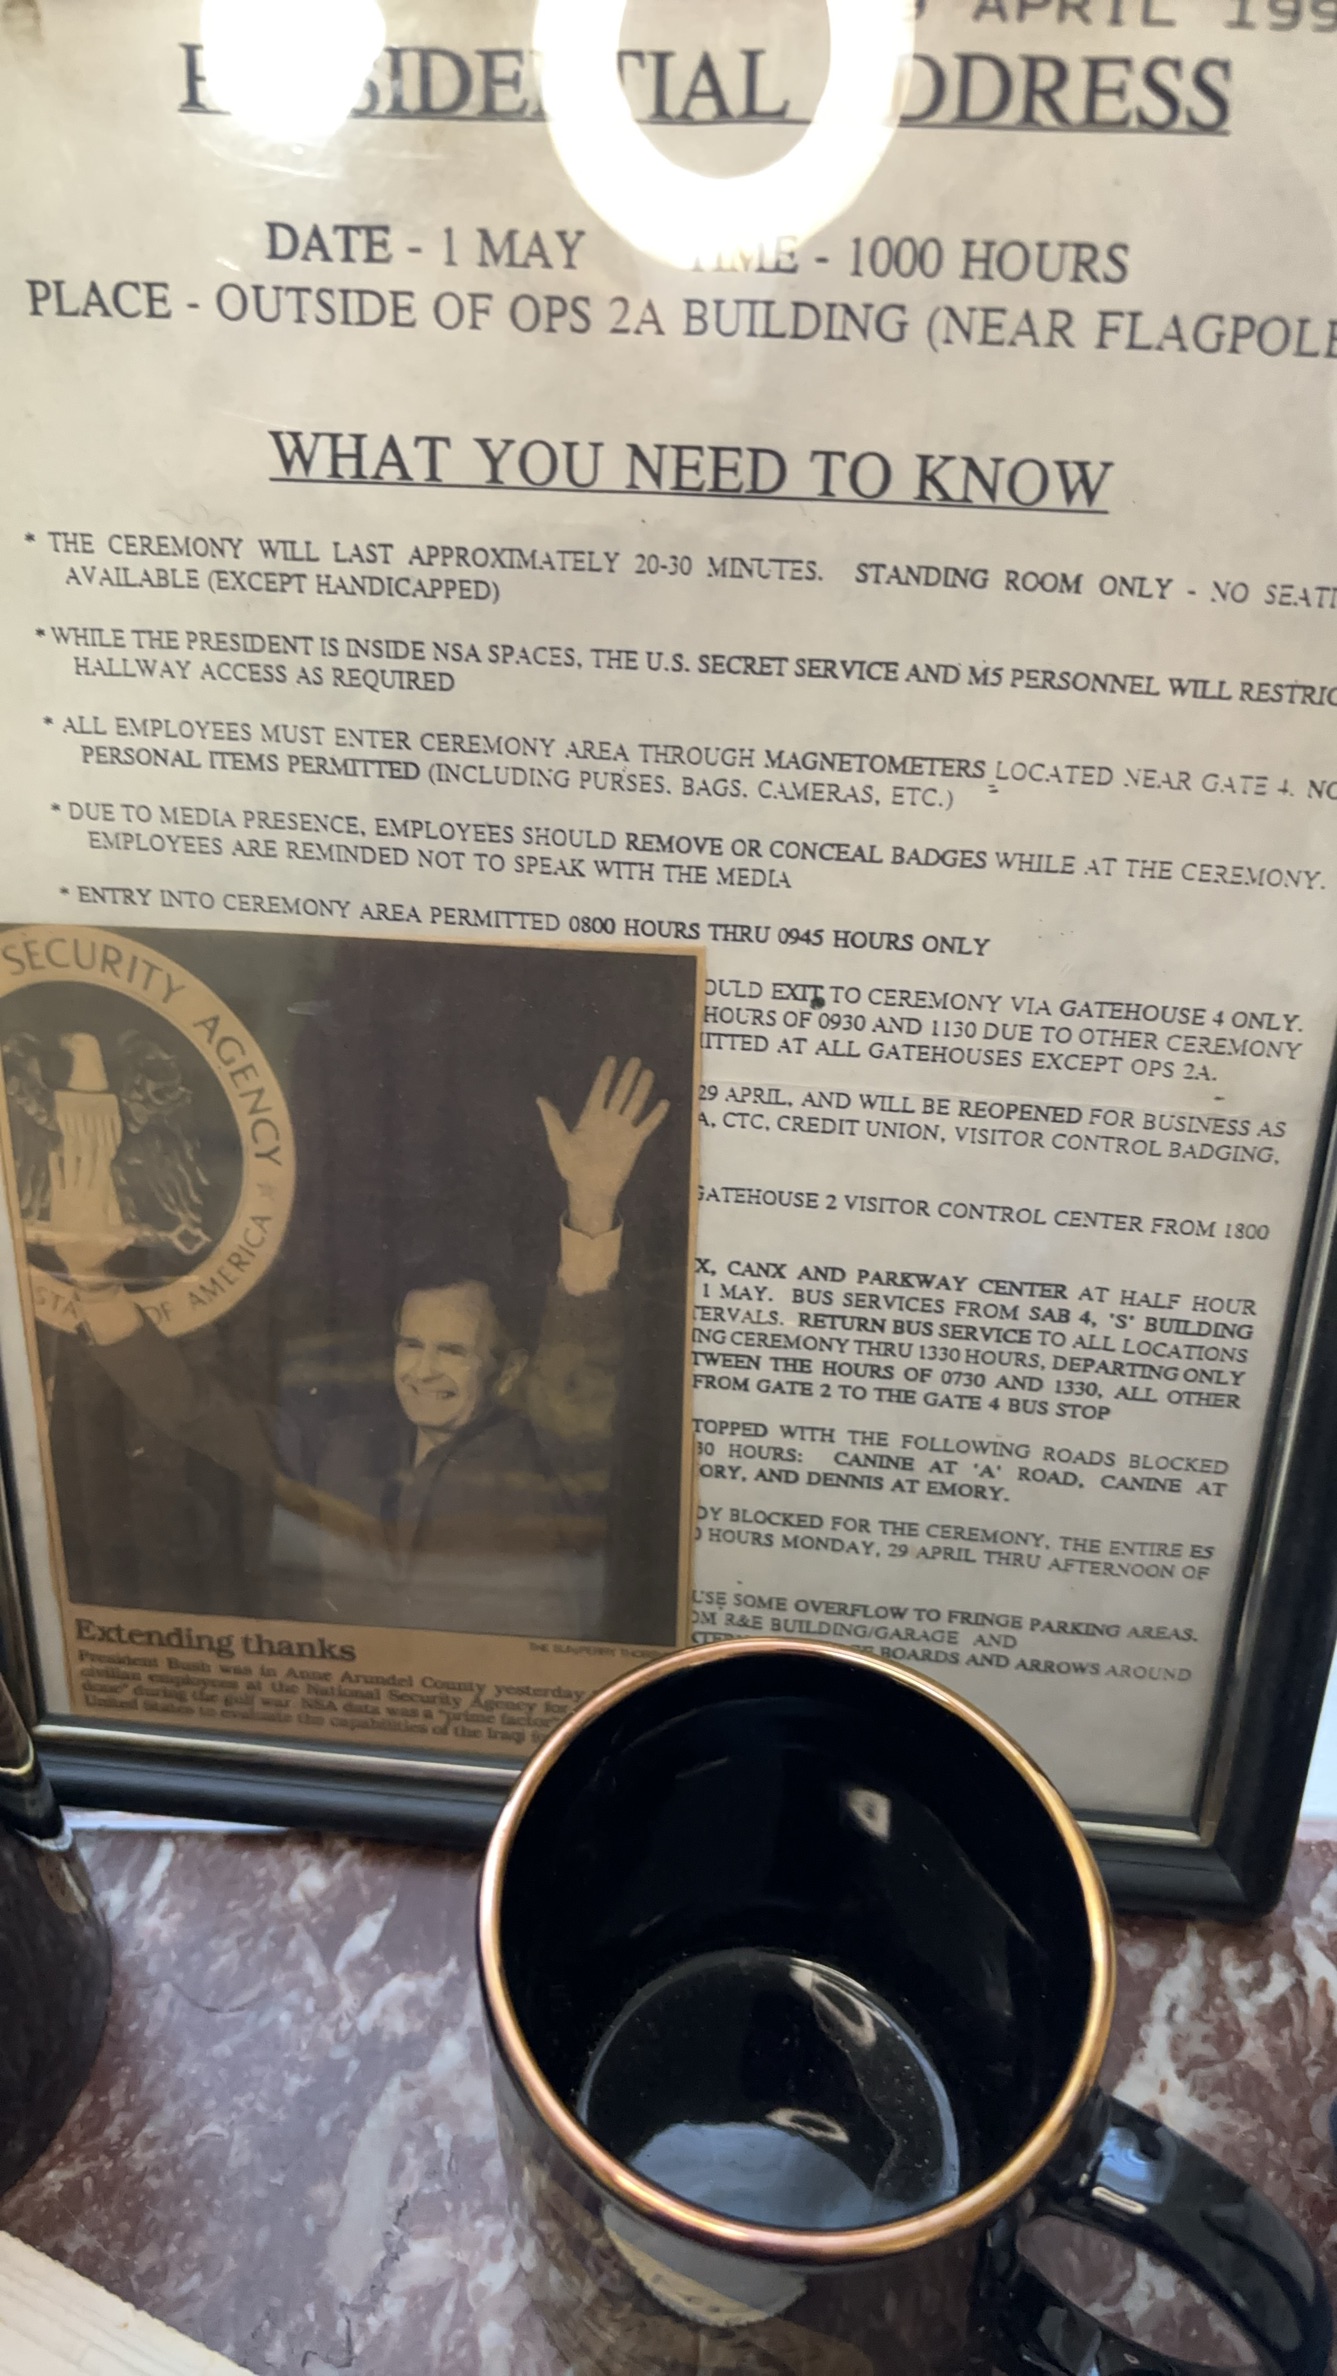 APRIL 199
DDRESS
DATE - 1 MAY - 1000 HOURS
PLACE - OUTSIDE OF OPS 2A BUILDING (NEAR FLAGPOLE
WHAT YOU NEED TO KNOW
* THE CEREMONY WILL LAST APPROXIMATELY 20-30 MINUTES. STANDING ROOM ONLY - NO SEATI
AVAILABLE (EXCEPT HANDICAPPED)
* WHILE THE PRESIDENT IS INSIDE NSA SPACES, THE U.S. SECRET SERVICE AND M5 PERSONNEL WILL RESTRIC
HALLWAY ACCESS AS REQUIRED
* ALL EMPLOYEES MUST ENTER CEREMONY AREA THROUGH MAGNETOMETERS LOCATED NEAR GATE 4. NO
PERSONAL ITEMS PERMITTED (INCLUDING PURSES, BAGS, CAMERAS, ETC.)
* DUE TO MEDIA PRESENCE, EMPLOYEES SHOULD REMOVE OR CONCEAL BADGES WHILE AT THE CEREMONY.
EMPLOYEES ARE REMINDED NOT TO SPEAK WITH THE MEDIA
* ENTRY INTO CEREMONY AREA PERMITTED 0800 HOURS THRU 0945 HOURS ONLY
OULD EXIT TO CEREMONY VIA GATEHOUSE 4 ONLY.
HOURS OF 0930 AND 1130 DUE TO OTHER CEREMONY
ITTED AT ALL GATEHOUSES EXCEPT OPS 2A.
29 APRIL, AND WILL BE REOPENED FOR BUSINESS AS
A, CTC, CREDIT UNION, VISITOR CONTROL BADGING,
GATEHOUSE 2 VISITOR CONTROL CENTER FROM 1800
X, CANX AND PARKWAY CENTER AT HALF HOUR
1 MAY. BUS SERVICES FROM SAB 4, 'S' BUILDING
TERVALS. RETURN BUS SERVICE TO ALL LOCATIONS
ING CEREMONY THRU 1330 HOURS, DEPARTING ONLY
TWEEN THE HOURS OF 0730 AND 1330, ALL OTHER
FROM GATE 2 TO THE GATE 4 BUS STOP
TOPPED WITH THE FOLLOWING ROADS BLOCKED
30 HOURS: CANINE AT 'A' ROAD, CANINE AT
ORY, AND DENNIS AT EMORY.
DY BLOCKED FOR THE CEREMONY, THE ENTIRE ES
0 HOURS MONDAY, 29 APRIL THRU AFTERNOON OF
USE SOME OVERFLOW TO FRINGE PARKING AREAS.
OM R&E BUILDING/GARAGE AND
BOARDS AND ARROWS AROUND
SECURITY AGENCY
STA OF AMERICA
Extending thanks
President Bush was in Anne Arundel County yesterday
civilian employees at the National Security Agency for
done" during the gulf war. NSA data was a "prime factor"
United States to evaluate the capabilities of the Iraqi